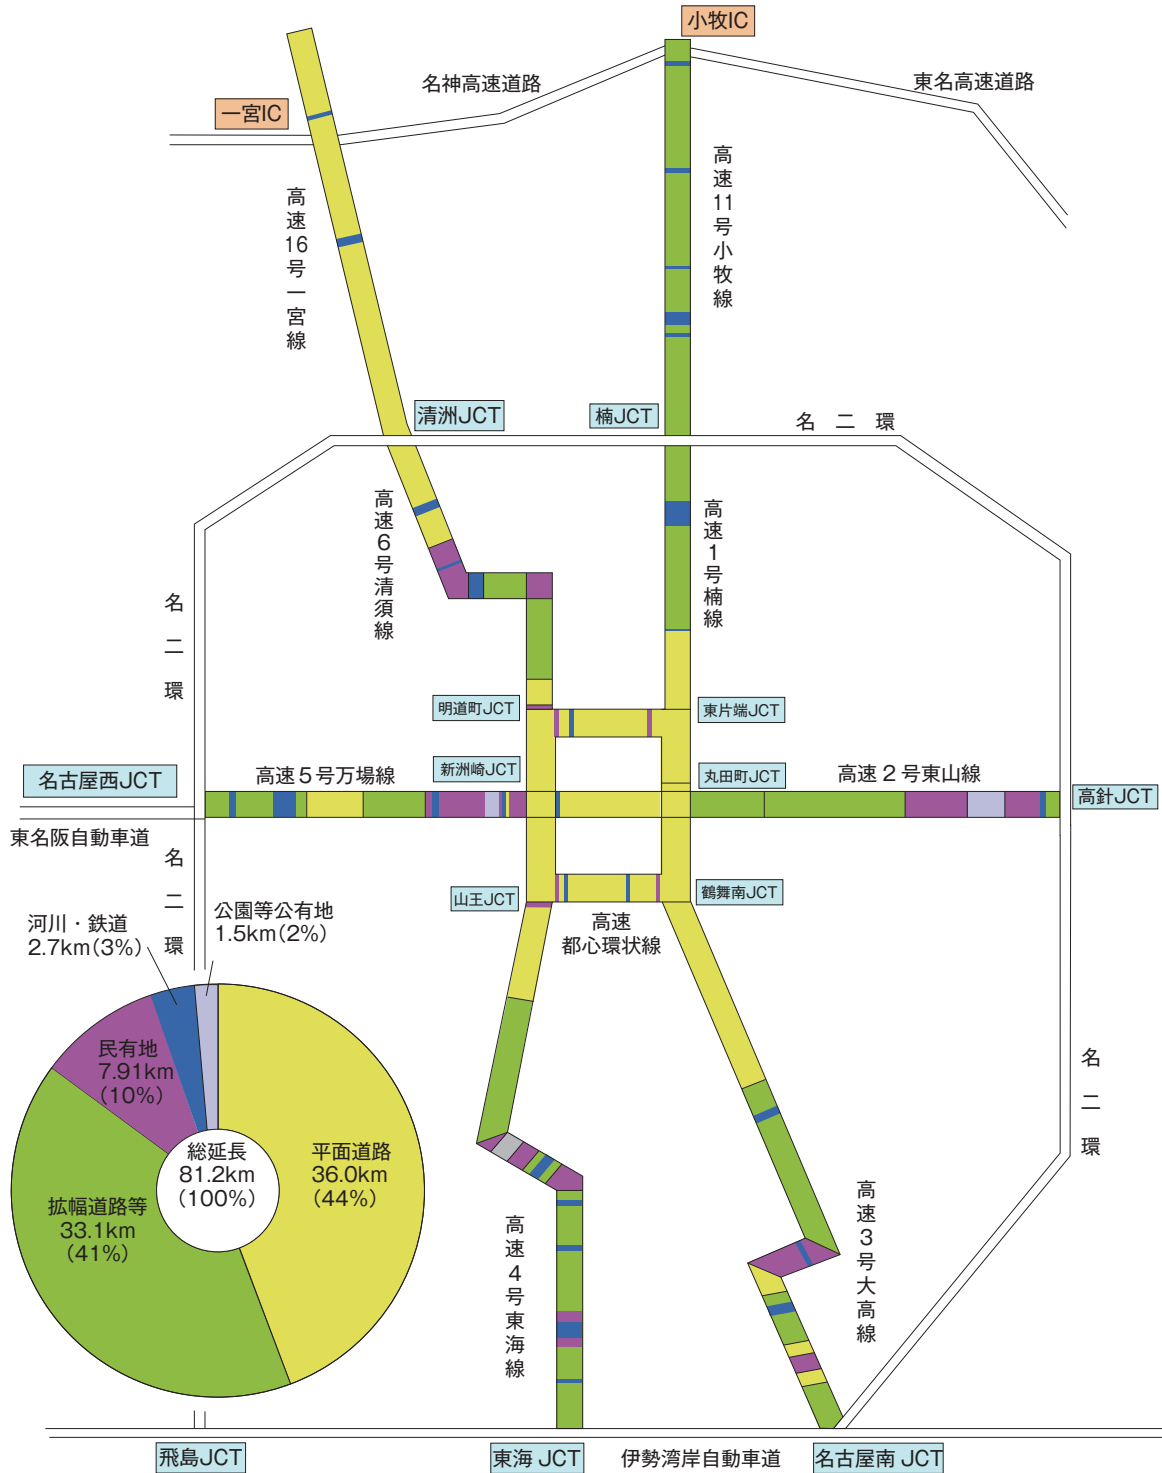 小牧IC
名神高速道路
東名高速道路
一宮IC
高速11号小牧線
高速16号一宮線
清洲JCT
楠JCT
名二環
高速6号清須線
高速1号楠線
名二環
明道町JCT
東片端JCT
名古屋西JCT
高速5号万場線
新洲崎JCT
丸田町JCT
高速2号東山線
高針JCT
東名阪自動車道
名二環
山王JCT
鶴舞南JCT
高速
都心環状線
河川・鉄道
2.7km(3%)
公園等公有地
1.5km(2%)
民有地
7.91km
(10%)
総延長
81.2km
(100%)
平面道路
36.0km
(44%)
拡幅道路等
33.1km
(41%)
名二環
高速4号東海線
高速3号大高線
飛島JCT
東海 JCT
伊勢湾岸自動車道
名古屋南 JCT